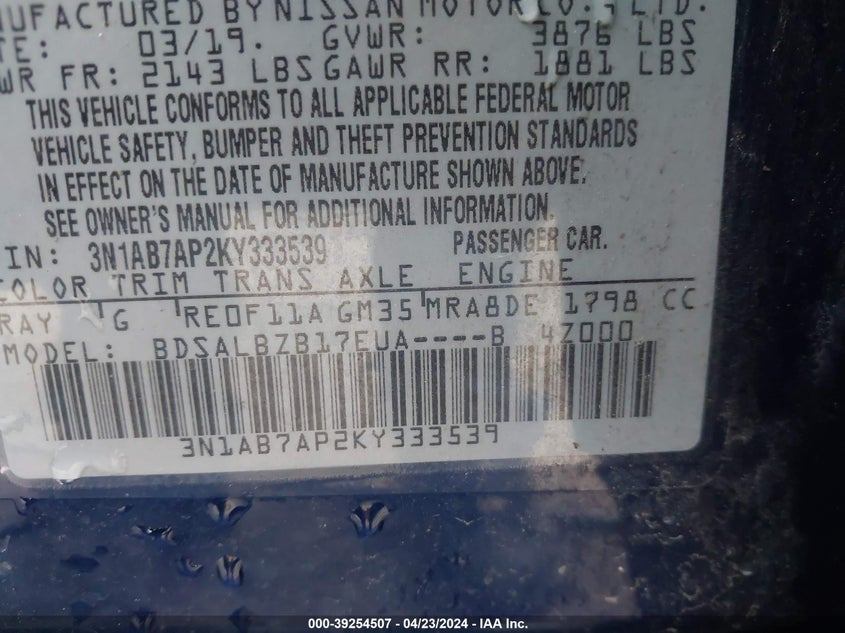 NUFACTURED BY NISSAN MOTOR CO., LTD.
TE: 03/19. GVWR: 3876 LBS
WR FR: 2143 LBS GAWR RR: 1881 LBS
THIS VEHICLE CONFORMS TO ALL APPLICABLE FEDERAL MOTOR
VEHICLE SAFETY, BUMPER AND THEFT PREVENTION STANDARDS
IN EFFECT ON THE DATE OF MANUFACTURE SHOWN ABOVE.
SEE OWNER'S MANUAL FOR ADDITIONAL INFORMATION.
IN: 3N1AB7AP2KY333539 PASSENGER CAR.
OLOR TRIM TRANS AXLE ENGINE
RAY G RE0F11A GM35 MRA8DE 1798 CC
MODEL: BDSALBZB17EUA----B 4Z000
3N1AB7AP2KY333539
000-39254507 / 04/23/2024 - IAA Inc.